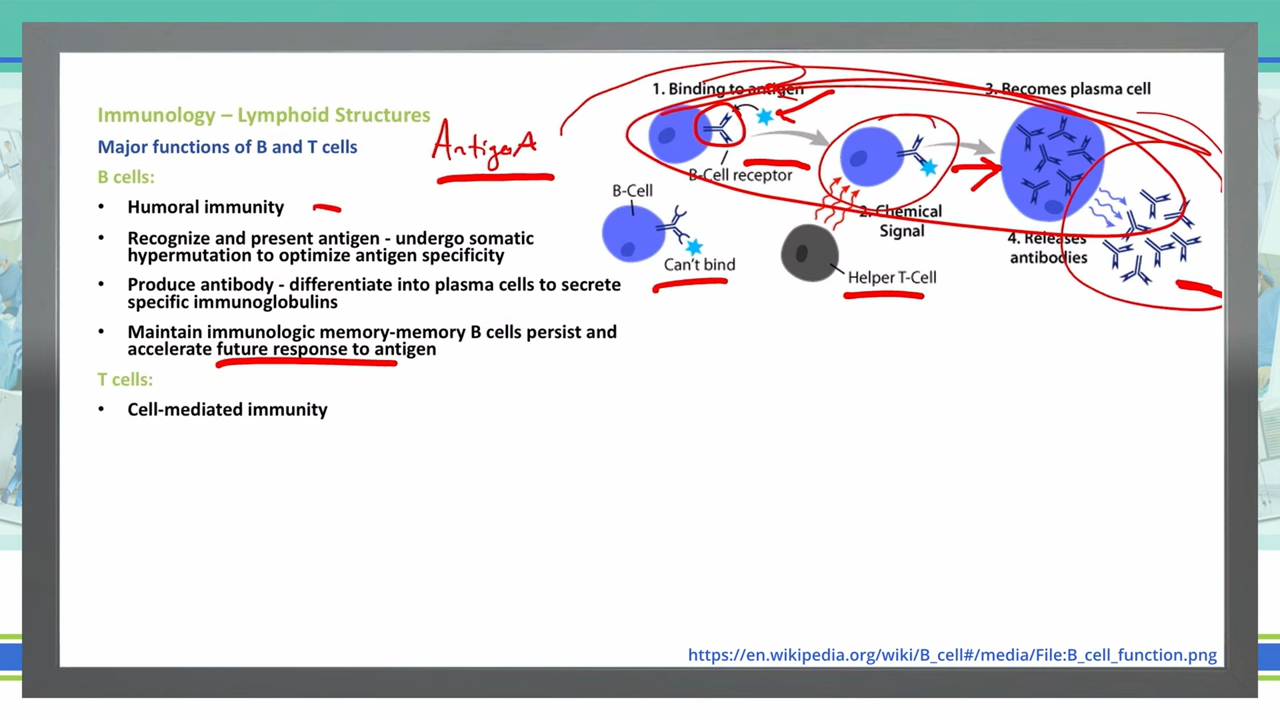 Immunology – Lymphoid Structures
Major functions of B and T cells
B cells:
• Humoral immunity
• Recognize and present antigen - undergo somatic
hypermutation to optimize antigen specificity
• Produce antibody - differentiate into plasma cells to secrete
specific immunoglobulins
• Maintain immunologic memory-memory B cells persist and
accelerate future response to antigen
T cells:
• Cell-mediated immunity
Antigen A
1. Binding to antigen
3. Becomes plasma cell
B-Cell receptor
B-Cell
Can't bind
2. Chemical
Signal
Helper T-Cell
4. Releases
antibodies
https://en.wikipedia.org/wiki/B_cell#/media/File:B_cell_function.png